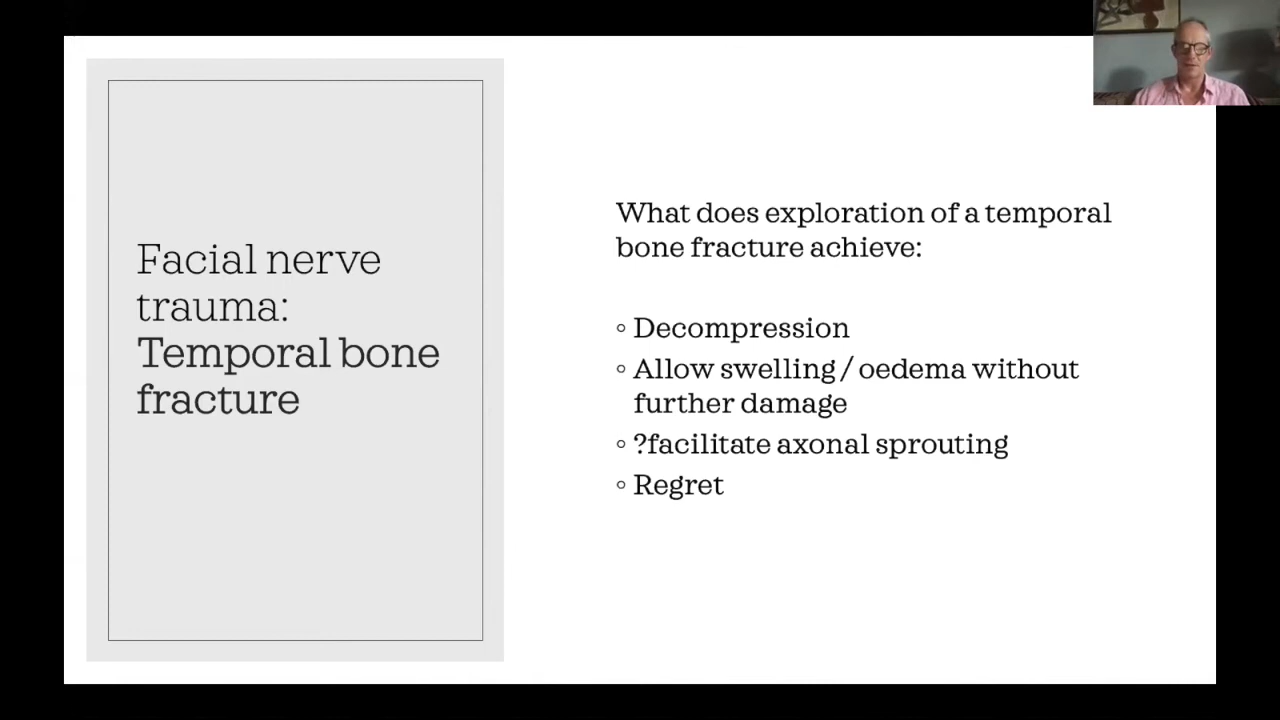 Facial nerve
trauma:
Temporal bone
fracture
What does exploration of a temporal
bone fracture achieve:
◦ Decompression
◦ Allow swelling / oedema without
further damage
◦ ?facilitate axonal sprouting
◦ Regret